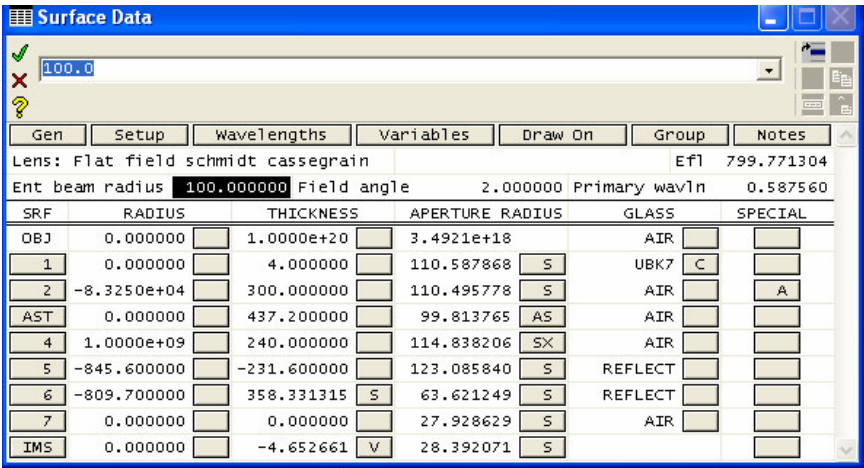 Surface Data
100.0
Gen Setup Wavelengths Variables Draw On Group Notes
Lens: Flat field schmidt cassegrain Efl 799.771304
Ent beam radius 100.000000 Field angle 2.000000 Primary wavln 0.587560
SRF RADIUS THICKNESS APERTURE RADIUS GLASS SPECIAL
OBJ 0.000000 1.0000e+20 3.4921e+18 AIR
1 0.000000 4.000000 110.587868 S UBK7 C
2 -8.3250e+04 300.000000 110.495778 S AIR A
AST 0.000000 437.200000 99.813765 AS AIR
4 1.0000e+09 240.000000 114.838206 SX AIR
5 -845.600000 -231.600000 123.085840 S REFLECT
6 -809.700000 358.331315 S 63.621249 S REFLECT
7 0.000000 0.000000 27.928629 S AIR
IMS 0.000000 -4.652661 V 28.392071 S